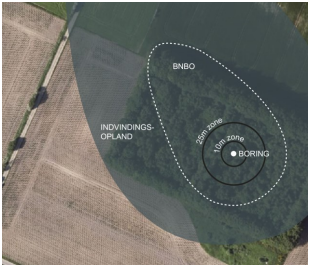 BNBO
INDVINDINGS-
OPLAND
25m zone
10m zone
BORING